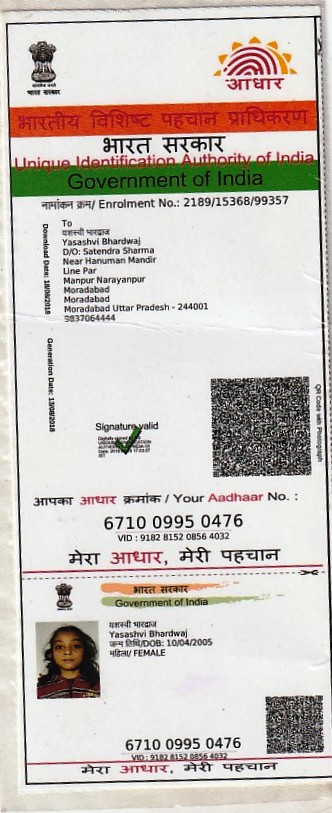 भारत सरकार
आधार
भारतीय विशिष्ट पहचान प्राधिकरण
भारत सरकार
Unique Identification Authority of India
Government of India
नामांकन क्रम/ Enrolment No.: 2189/15368/99357
To
यशस्वी भारद्वाज
Yasashvi Bhardwaj
D/O: Satendra Sharma
Near Hanuman Mandir
Line Par
Manpur Narayanpur
Moradabad
Moradabad
Moradabad Uttar Pradesh - 244001
9837064444
Download Date: 18/08/2018
Generation Date: 13/08/2018
Signature valid
QR Code with Photograph
आपका आधार क्रमांक / Your Aadhaar No. :
6710 0995 0476
VID : 9182 8152 0856 4032
मेरा आधार, मेरी पहचान
भारत सरकार
Government of India
यशस्वी भारद्वाज
Yasashvi Bhardwaj
जन्म तिथि/DOB: 10/04/2005
महिला/ FEMALE
6710 0995 0476
VID : 9182 8152 0856 4032
मेरा आधार, मेरी पहचान